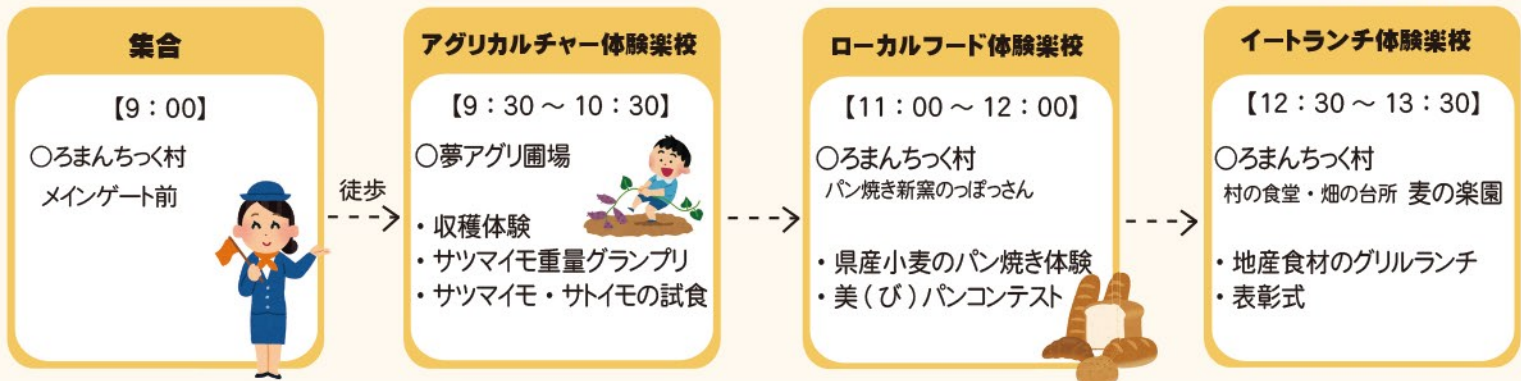 集合
【9：00】
○ろまんちっく村
メインゲート前
徒歩
アグリカルチャー体験楽校
【9：30～10：30】
○夢アグリ圃場
・収穫体験
・サツマイモ重量グランプリ
・サツマイモ・サトイモの試食
ローカルフード体験楽校
【11：00～12：00】
○ろまんちっく村
パン焼き新窯のっぽっさん
・県産小麦のパン焼き体験
・美（び）パンコンテスト
イートランチ体験楽校
【12：30～13：30】
○ろまんちっく村
村の食堂・畑の台所 麦の楽園
・地産食材のグリルランチ
・表彰式